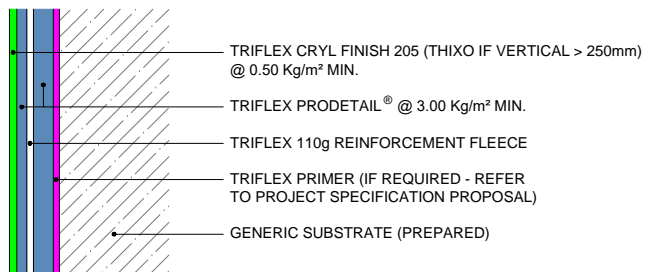 TRIFLEX CRYL FINISH 205 (THIXO IF VERTICAL > 250mm)
@ 0.50 Kg/m² MIN.
TRIFLEX PRODETAIL® @ 3.00 Kg/m² MIN.
TRIFLEX 110g REINFORCEMENT FLEECE
TRIFLEX PRIMER (IF REQUIRED - REFER
TO PROJECT SPECIFICATION PROPOSAL)
GENERIC SUBSTRATE (PREPARED)